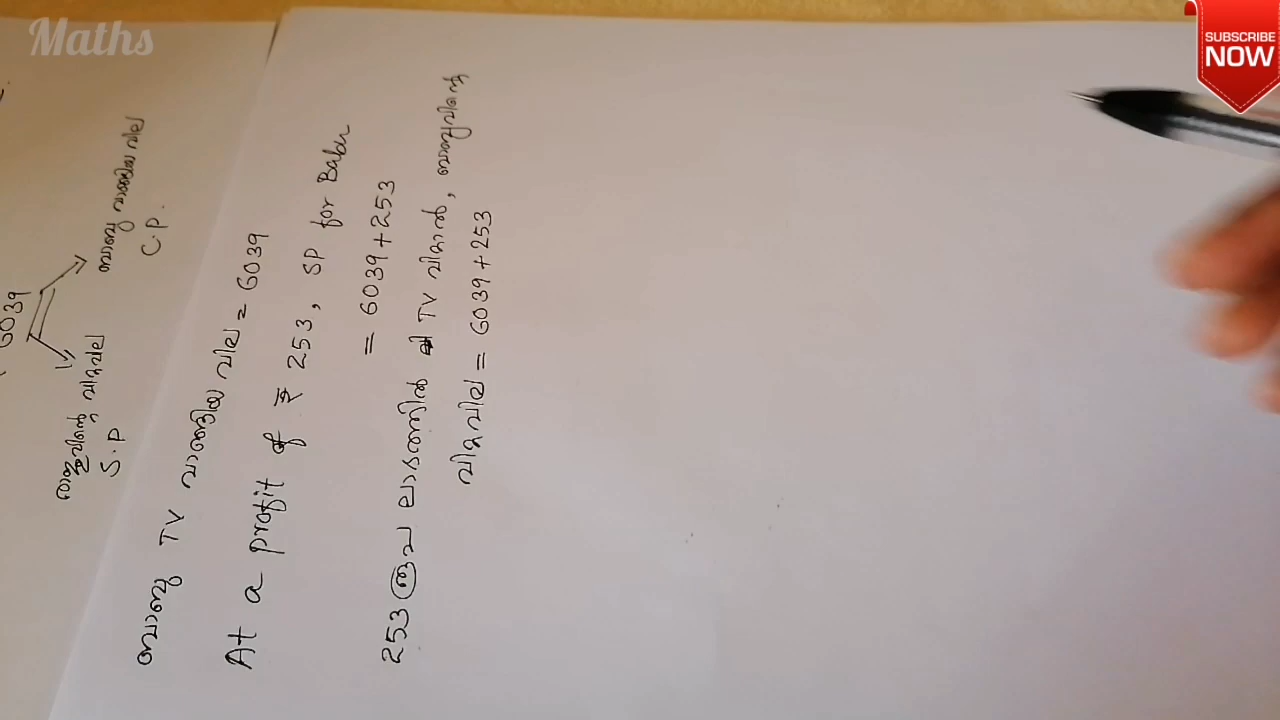 Maths
SUBSCRIBE
NOW
6039
ബാബു വാങ്ങിയ വില
C.P.
രാജുവിന്റെ വിറ്റവില
S.P
ബാബു TV വാങ്ങിയ വില = 6039
At a profit of ₹ 253, SP for Babu
= 6039+253
253 രൂപ ലാഭത്തിൽ TV വിറ്റാൽ, ബാബുവിന്റെ
വിറ്റവില = 6039+253